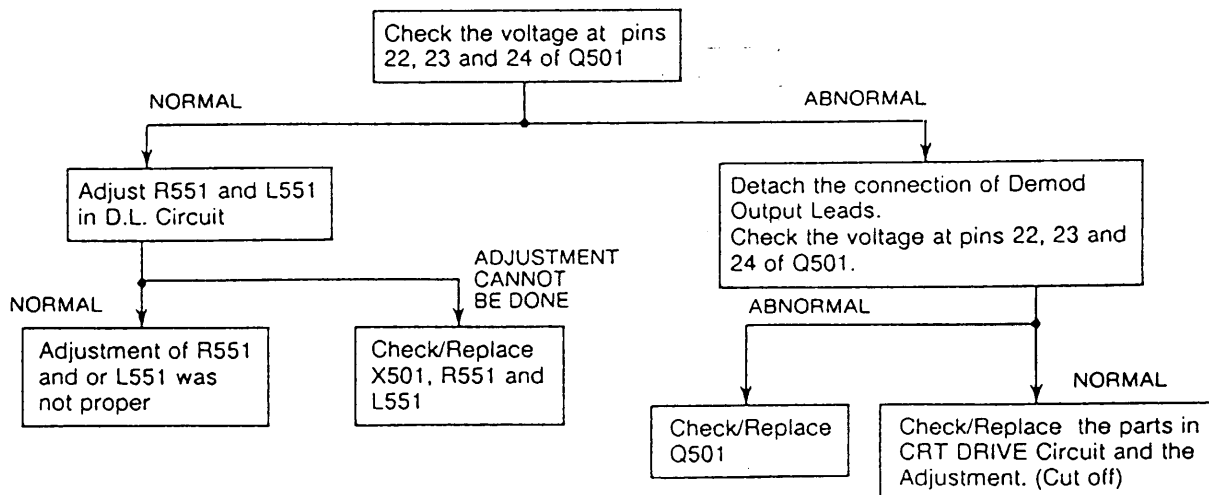 Check the voltage at pins
22, 23 and 24 of Q501
NORMAL
ABNORMAL
Adjust R551 and L551
in D.L. Circuit
Detach the connection of Demod
Output Leads.
Check the voltage at pins 22, 23 and
24 of Q501.
NORMAL
ADJUSTMENT
CANNOT
BE DONE
ABNORMAL
NORMAL
Adjustment of R551
and or L551 was
not proper
Check/Replace
X501, R551 and
L551
Check/Replace
Q501
Check/Replace the parts in
CRT DRIVE Circuit and the
Adjustment. (Cut off)